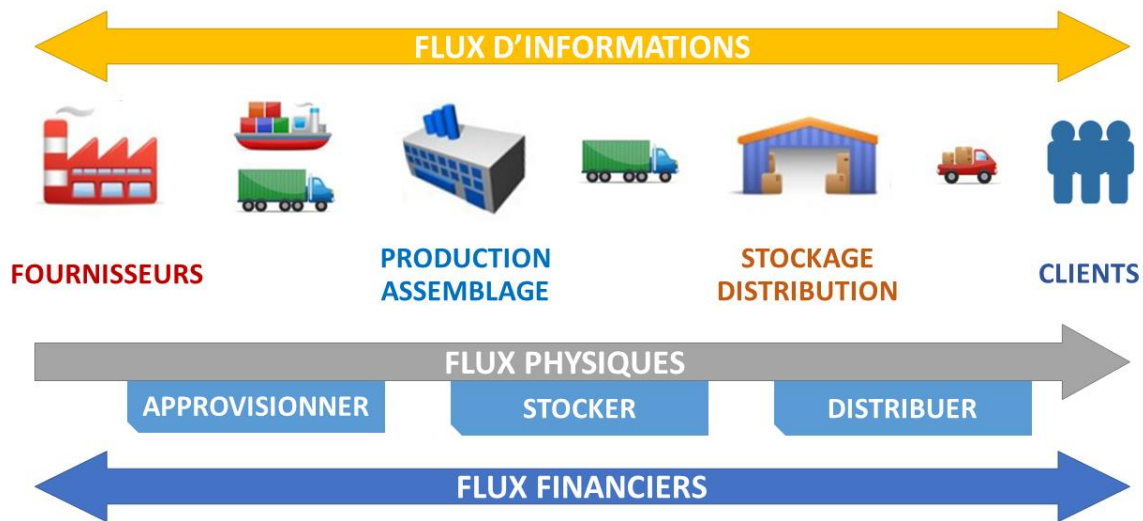 FLUX D’INFORMATIONS
FOURNISSEURS
PRODUCTION
ASSEMBLAGE
STOCKAGE
DISTRIBUTION
CLIENTS
FLUX PHYSIQUES
APPROVISIONNER
STOCKER
DISTRIBUER
FLUX FINANCIERS